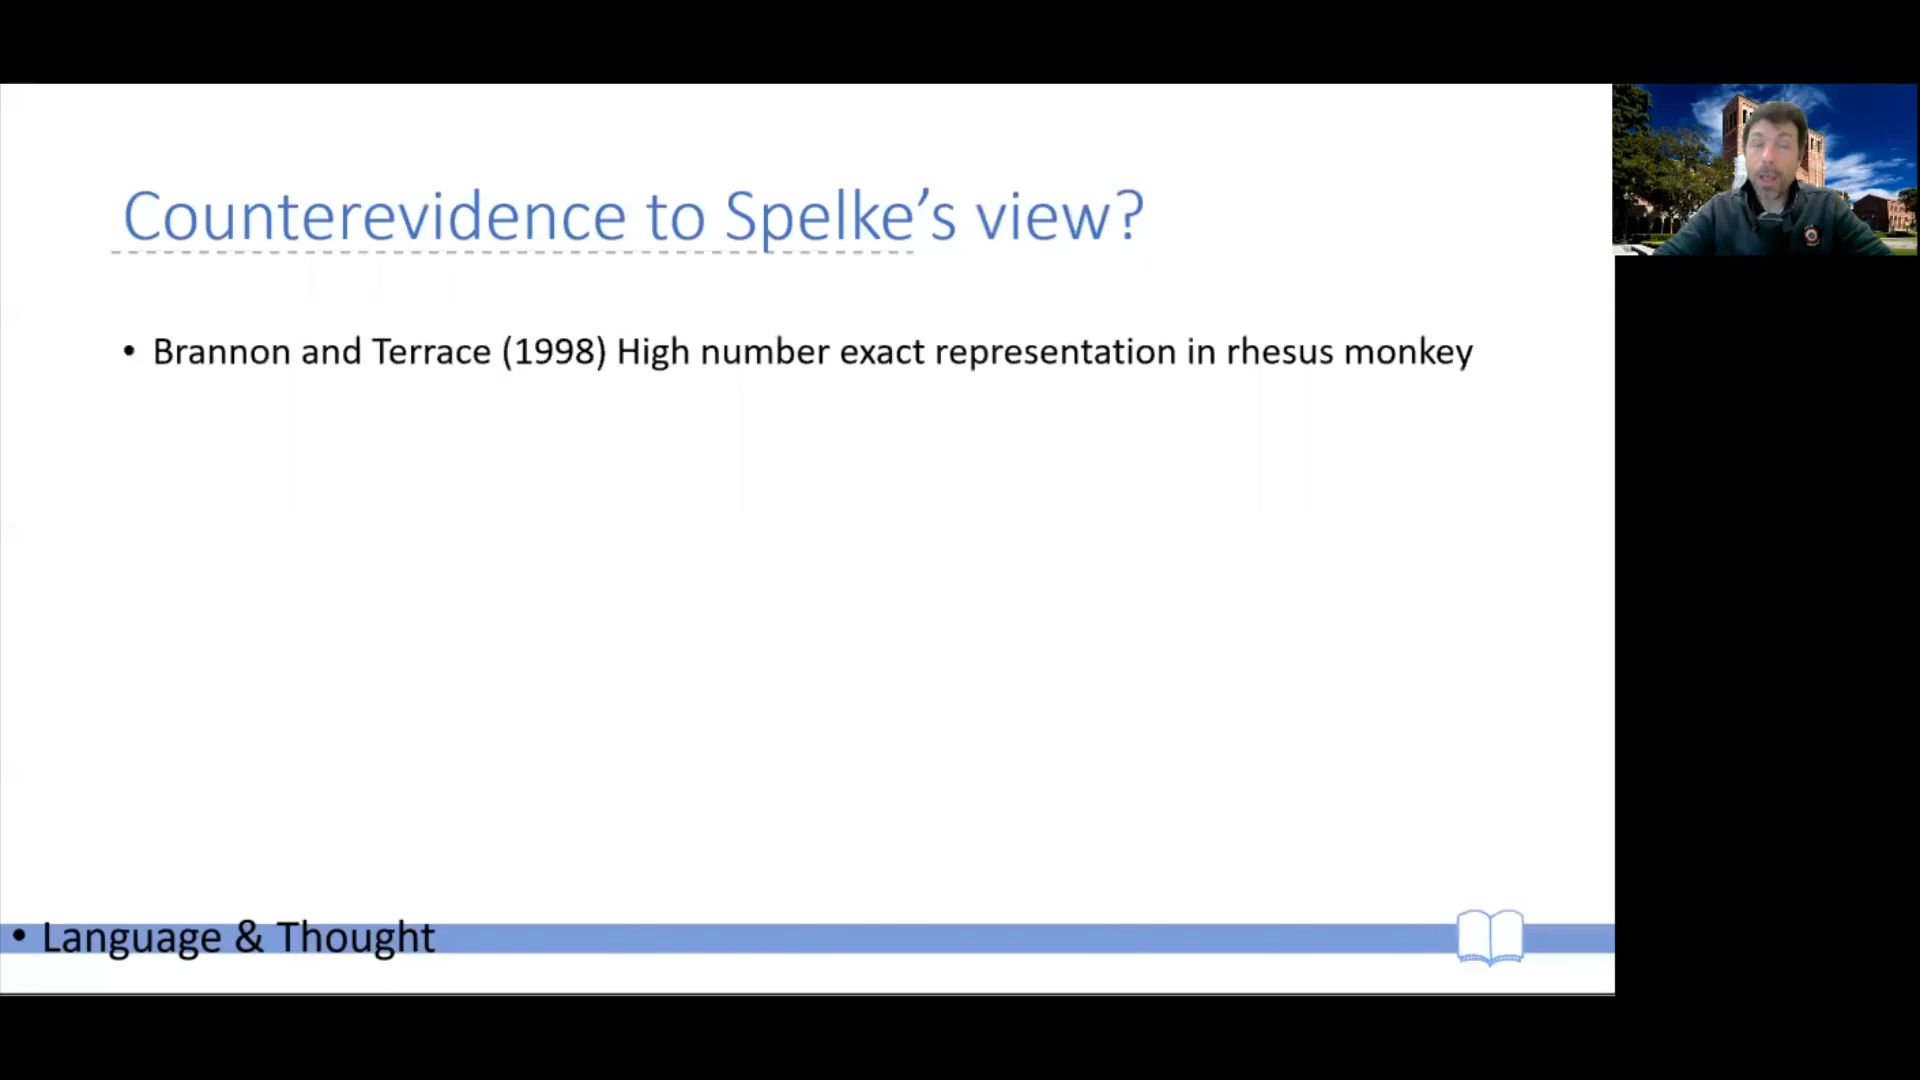 Counterevidence to Spelke’s view?
• Brannon and Terrace (1998) High number exact representation in rhesus monkey
• Language & Thought